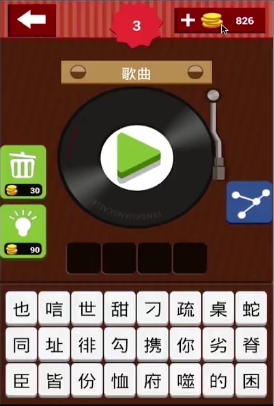 3
826
歌曲
30
90
也 唁 世 甜 刁 疏 桌 蛇
同 址 徘 勾 携 你 劣 脊
臣 皆 份 恤 府 噬 的 困